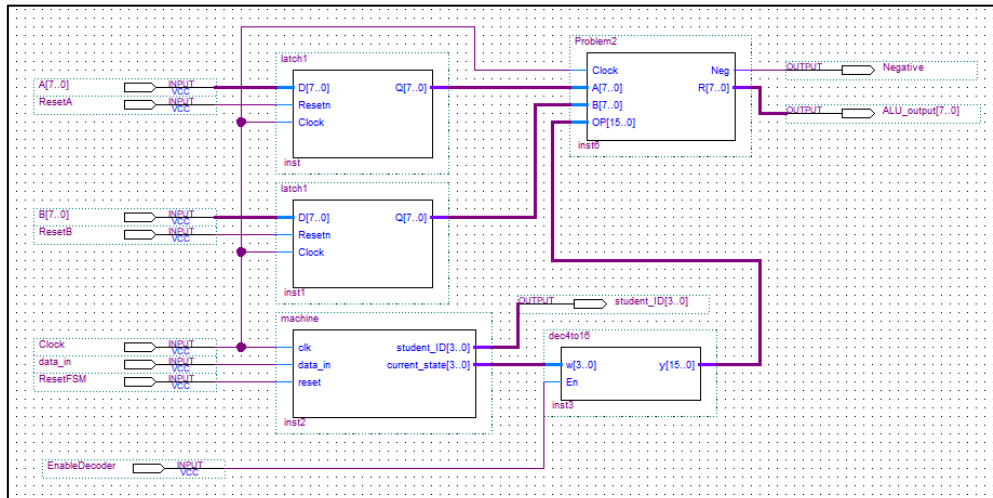 latch1
A[7..0] INPUT VCC D[7..0] Q[7..0]
ResetA INPUT VCC Resetn
Clock
inst
Problem2
Clock Neg OUTPUT Negative
A[7..0] R[7..0] OUTPUT ALU_output[7..0]
B[7..0]
OP[15..0]
inst6
latch1
B[7..0] INPUT VCC D[7..0] Q[7..0]
ResetB INPUT VCC Resetn
Clock
inst1
machine
Clock INPUT VCC clk student_ID[3..0] OUTPUT student_ID[3..0]
data_in INPUT VCC data_in current_state[3..0]
ResetFSM INPUT VCC reset
inst2
dec4to16
w[3..0] y[15..0]
En
inst3
EnableDecoder INPUT VCC